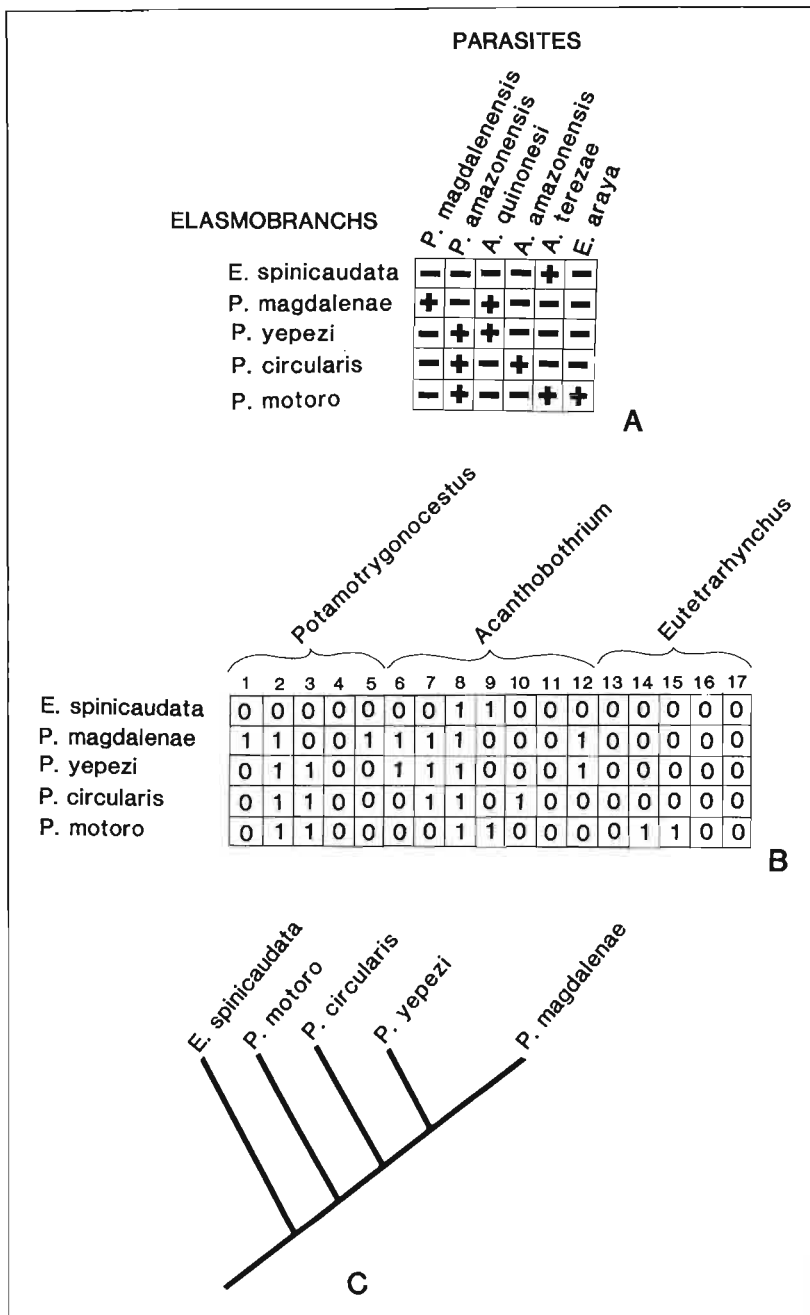 PARASITES
P. magdalenensis
P. amazonensis
A. quinonesi
A. amazonensis
A. terezae
E. araya
ELASMOBRANCHS
E. spinicaudata − − − − + −
P. magdalenae + − + − − −
P. yepezi − + + − − −
P. circularis − + − + − −
P. motoro − + − − + +
A
Potamotrygonocestus
Acanthobothrium
Eutetrarhynchus
1 2 3 4 5 6 7 8 9 10 11 12 13 14 15 16 17
E. spinicaudata 0 0 0 0 0 0 0 1 1 0 0 0 0 0 0 0 0
P. magdalenae 1 1 0 0 1 1 1 1 0 0 0 1 0 0 0 0 0
P. yepezi 0 1 1 0 0 1 1 1 0 0 0 1 0 0 0 0 0
P. circularis 0 1 1 0 0 0 1 1 0 1 0 0 0 0 0 0 0
P. motoro 0 1 1 0 0 0 0 1 1 0 0 0 0 1 1 0 0
B
E. spinicaudata
P. motoro
P. circularis
P. yepezi
P. magdalenae
C